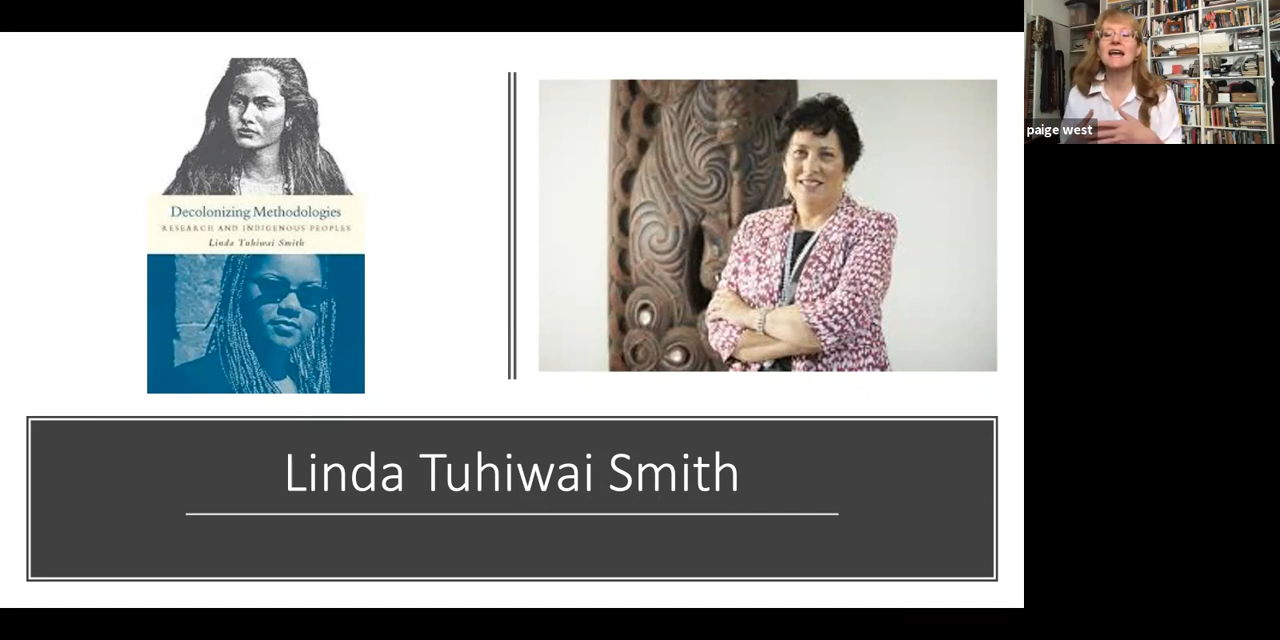 Decolonizing Methodologies
RESEARCH AND INDIGENOUS PEOPLES
Linda Tuhiwai Smith
Linda Tuhiwai Smith
paige west